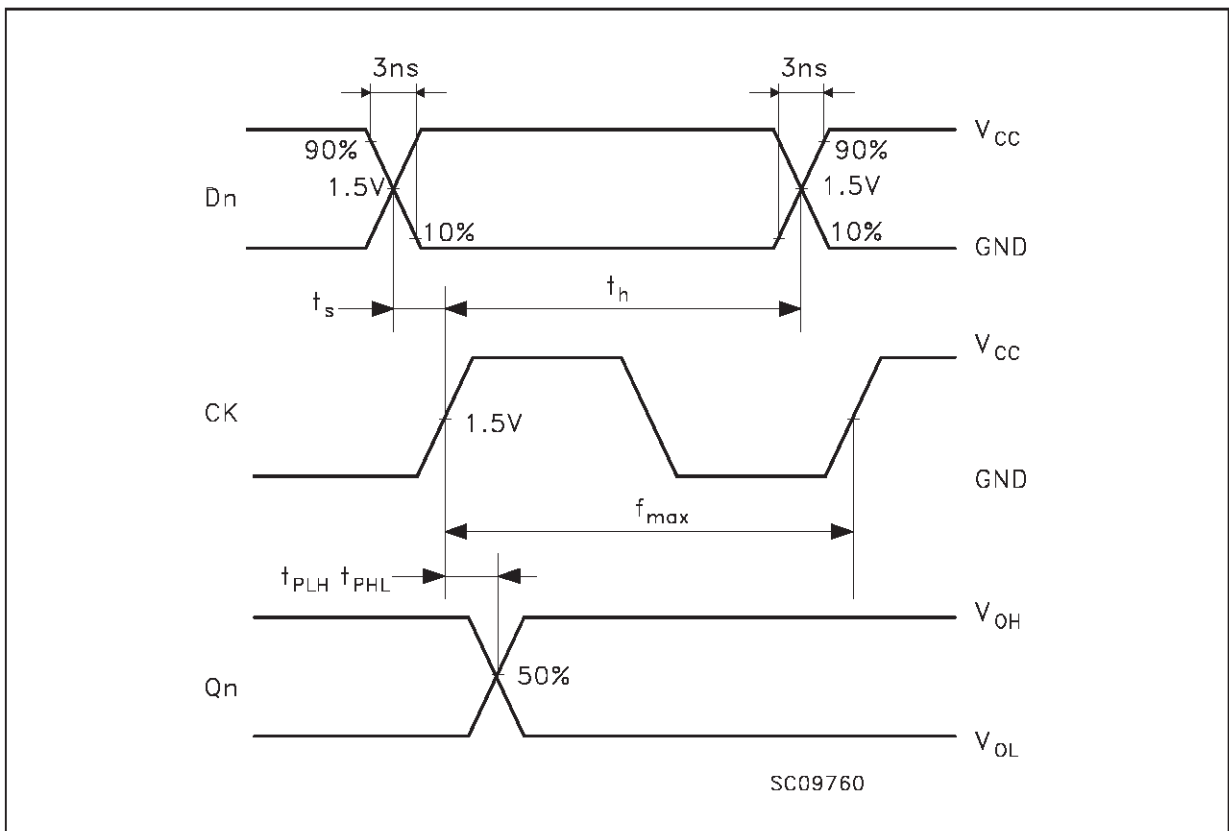 3ns 3ns
V_CC
90% 90%
Dn 1.5V 1.5V
10% 10%
GND
t_s t_h
V_CC
CK 1.5V
GND
f_max
t_PLH t_PHL
V_OH
Qn 50%
V_OL
SC09760